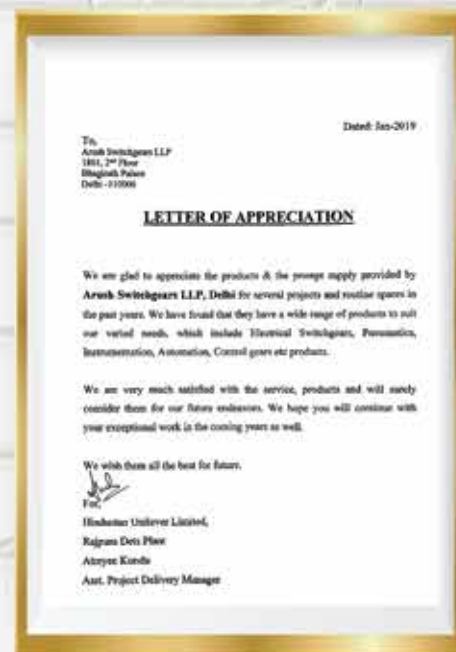 Dated: Jan-2019
To,
Arush Switchgears LLP
1801, 2nd Floor
Bhagirath Palace
Delhi -110006
LETTER OF APPRECIATION
We are glad to appreciate the products & the prompt supply provided by
Arush Switchgears LLP, Delhi for several projects and routine spares in
the past years. We have found that they have a wide range of products to suit
our varied needs, which include Electrical Switchgears, Pneumatics,
Instrumentation, Automation, Control gears etc products.
We are very much satisfied with the service, products and will surely
consider them for our future endeavors. We hope you will continue with
your exceptional work in the coming years as well.
We wish them all the best for future.
For,
Hindustan Unilever Limited,
Rajpura Dets Plant
Atreyee Kundu
Asst. Project Delivery Manager